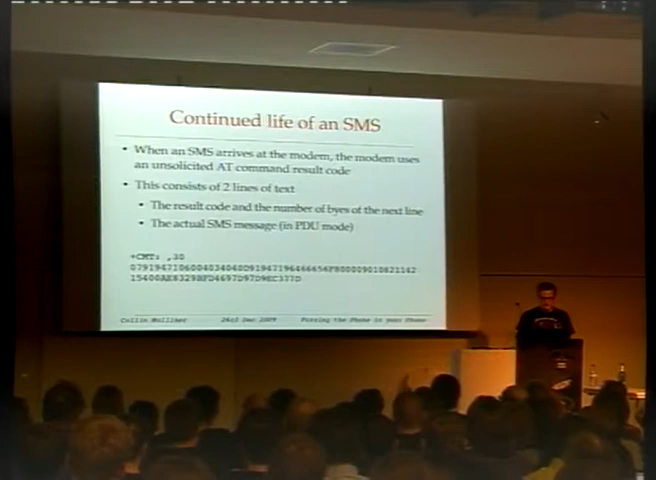 Continued life of an SMS
• When an SMS arrives at the modem, the modem uses
an unsolicited AT command result code
• This consists of 2 lines of text
• The result code and the number of byes of the next line
• The actual SMS message (in PDU mode)
+CMT: ,30
Collin Mulliner 26c3 Dec 2009 Fuzzing the Phone in your Phone